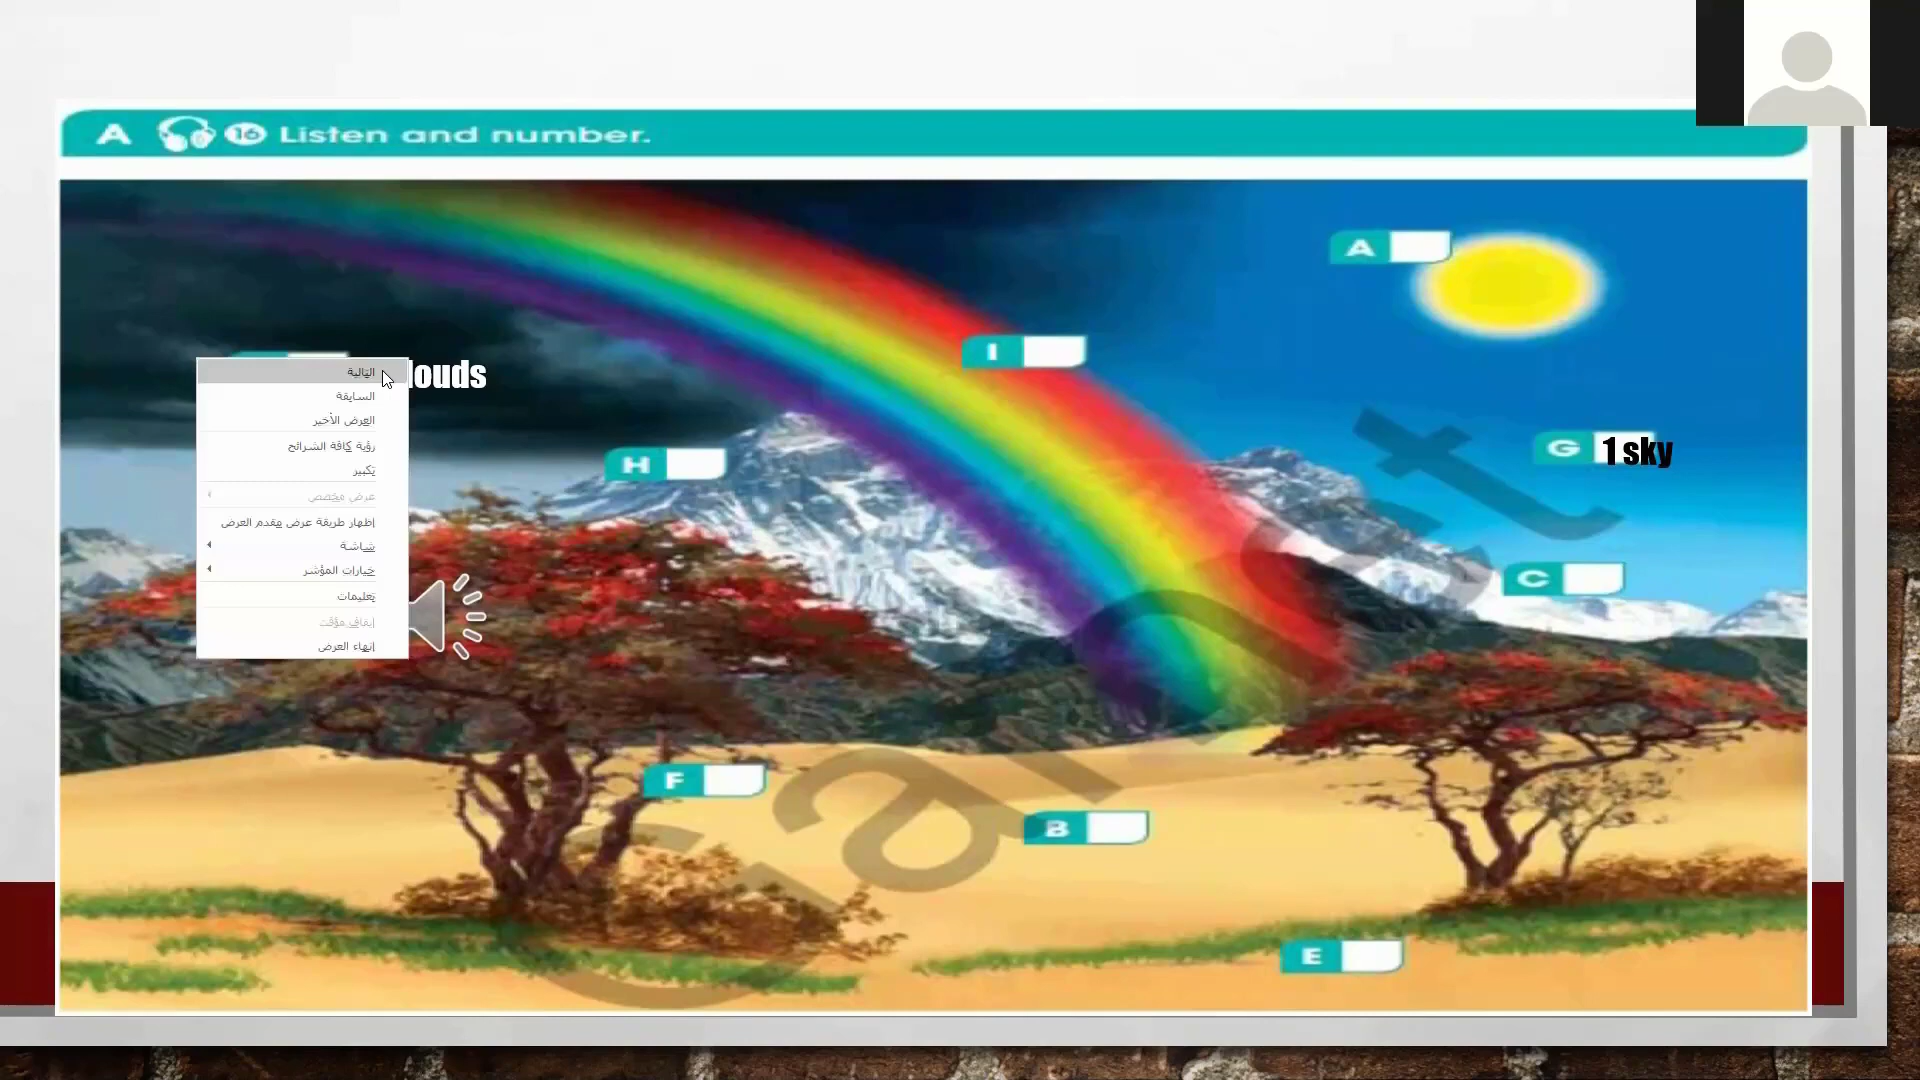 A 16 Listen and number.
A
I
louds
G 1 sky
H
C
F
B
E
التالية
السابقة
العرض الأخير
رؤية كافة الشرائح
تكبير
عرض مخصص
إظهار طريقة عرض مقدم العرض
شاشة
خيارات المؤشر
تعليمات
إيقاف مؤقت
إنهاء العرض